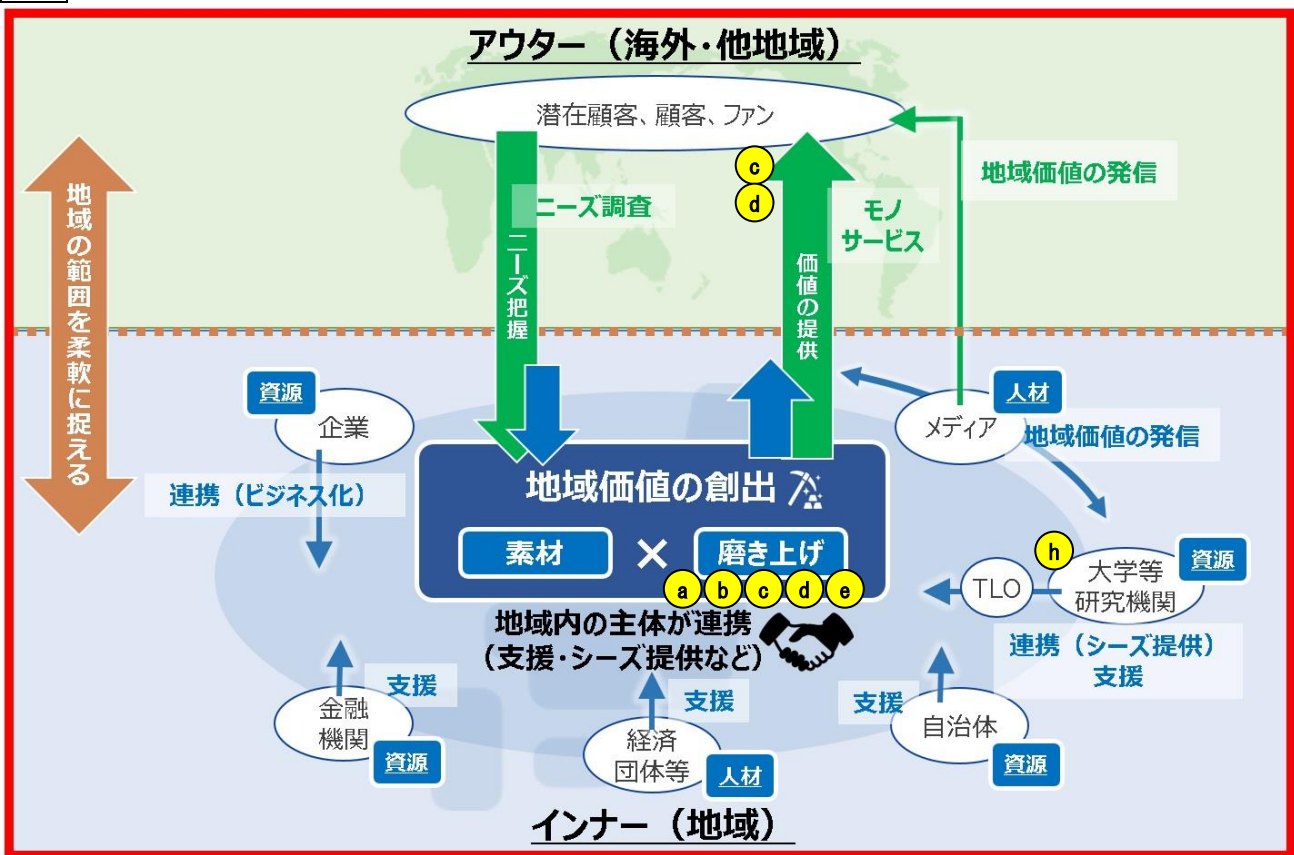 アウター（海外・他地域）
潜在顧客、顧客、ファン
地域の範囲を柔軟に捉える
ニーズ調査
ニーズ把握
c
d
モノ
サービス
価値の提供
地域価値の発信
資源
企業
連携（ビジネス化）
人材
メディア
地域価値の発信
地域価値の創出
素材
×
磨き上げ
a b c d e
地域内の主体が連携
（支援・シーズ提供など）
h
TLO
大学等
研究機関
資源
連携（シーズ提供）
支援
支援
金融
機関
資源
支援
経済
団体等
人材
支援
自治体
資源
インナー（地域）